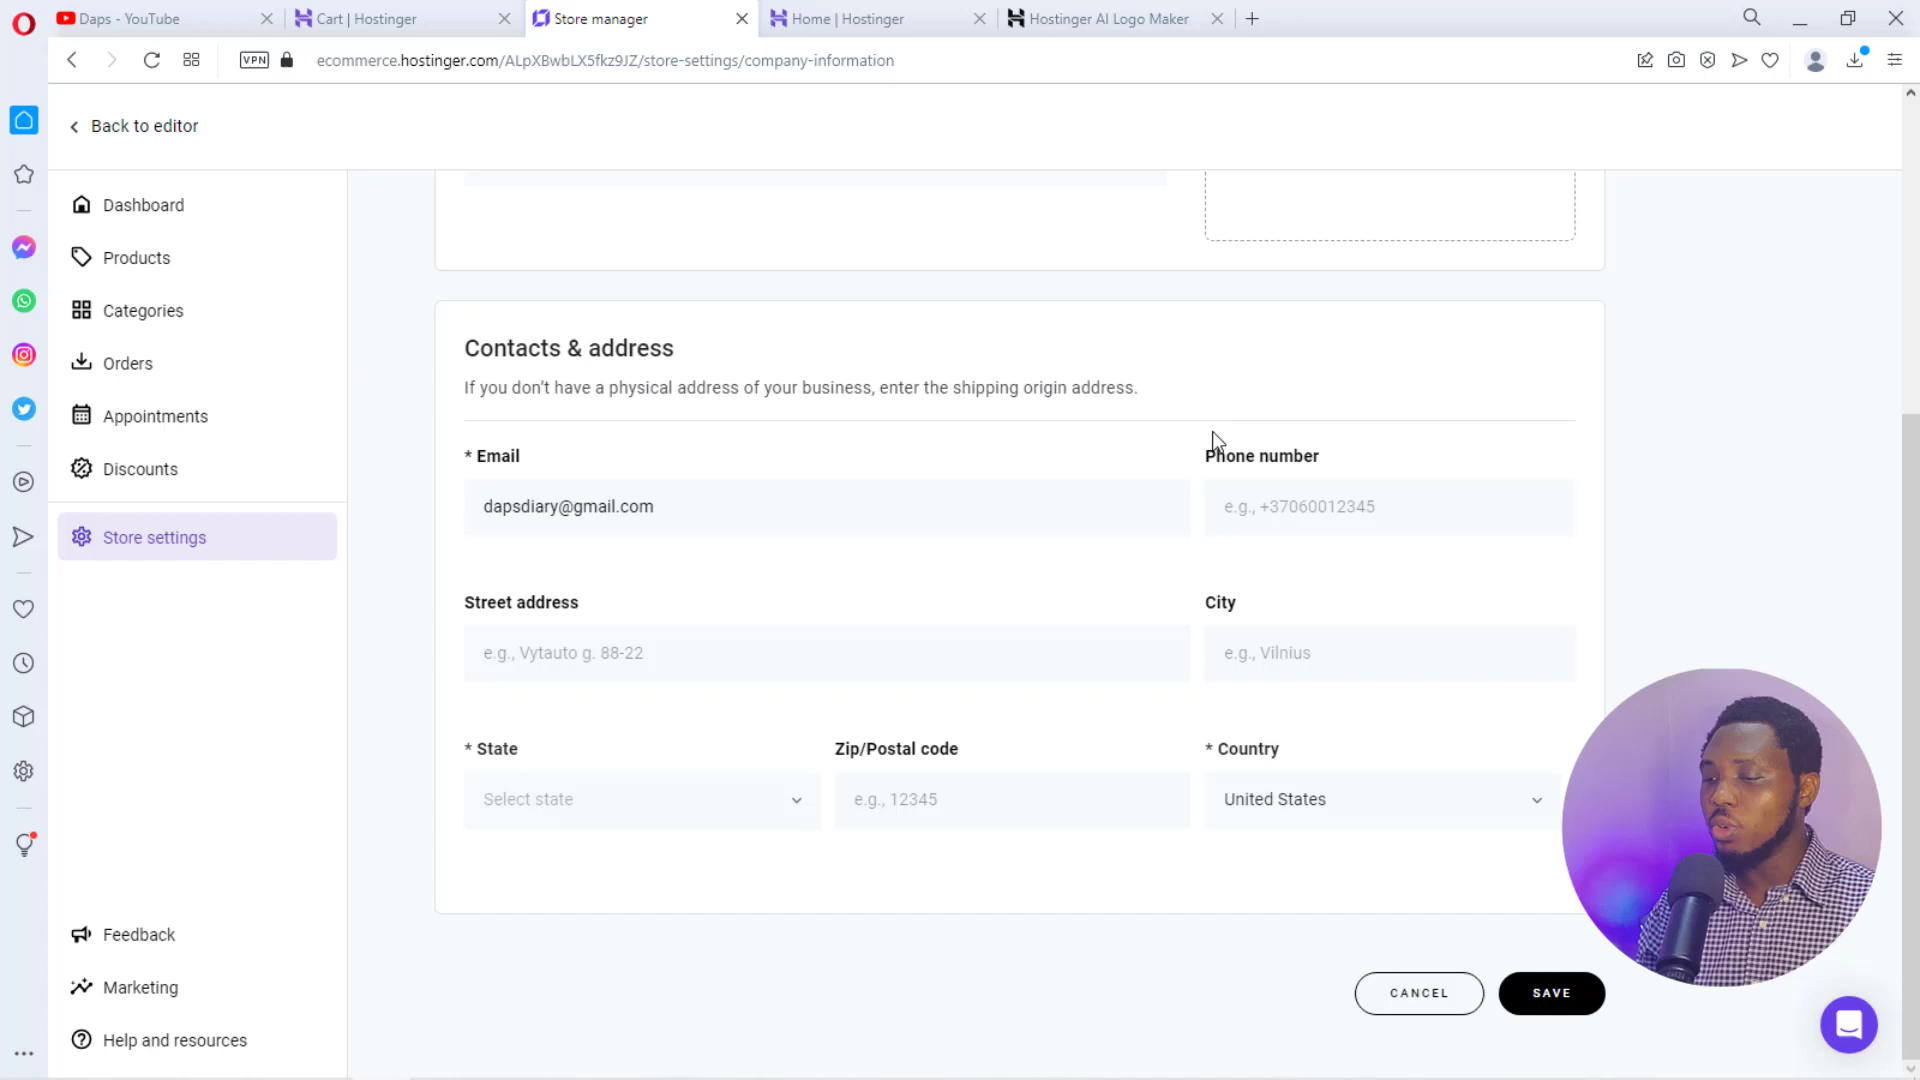 Daps - YouTube
Cart | Hostinger
Store manager
Home | Hostinger
Hostinger AI Logo Maker
VPN
ecommerce.hostinger.com/ALpXBwbLX5fkz9JZ/store-settings/company-information
Back to editor
Dashboard
Products
Categories
Orders
Appointments
Discounts
Store settings
Feedback
Marketing
Help and resources
Contacts & address
If you don't have a physical address of your business, enter the shipping origin address.
* Email
Phone number
dapsdiary@gmail.com
e.g., +37060012345
Street address
City
e.g., Vytauto g. 88-22
e.g., Vilnius
* State
Zip/Postal code
* Country
Select state
e.g., 12345
United States
CANCEL
SAVE